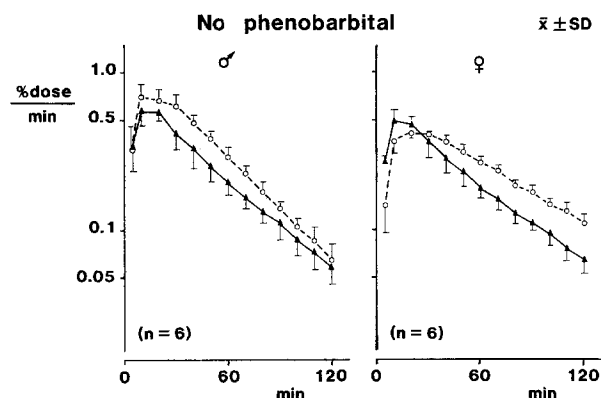 No phenobarbital
x̄ ± SD
♂
♀
%dose
min
1.0
0.5
0.1
0.05
(n = 6)
(n = 6)
0 60 120
min
0 60 120
min